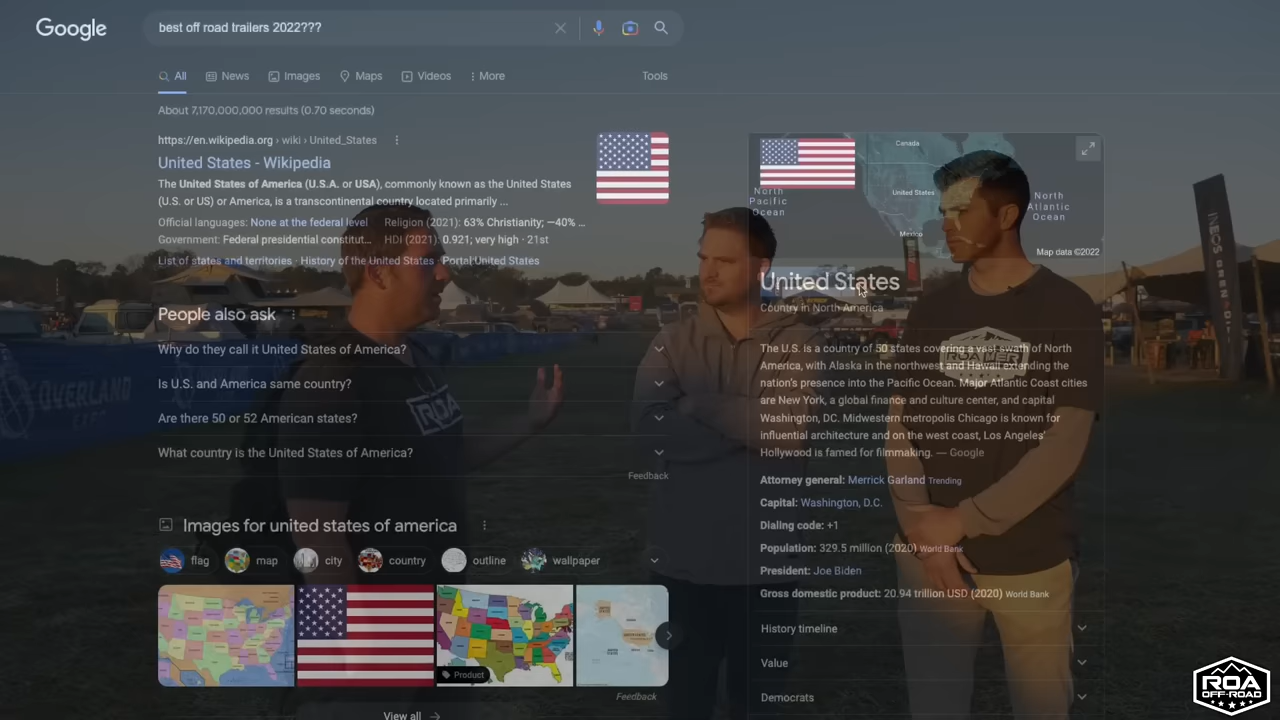 Google
best off road trailers 2022???
All
News
Images
Maps
Videos
More
Tools
About 7,170,000,000 results (0.70 seconds)
https://en.wikipedia.org › wiki › United_States
United States - Wikipedia
The United States of America (U.S.A. or USA), commonly known as the United States
(U.S. or US) or America, is a transcontinental country located primarily ...
Official languages: None at the federal level
Religion (2021): 63% Christianity; —40% ...
Government: Federal presidential constitut...
HDI (2021): 0.921; very high · 21st
List of states and territories · History of the United States · Portal:United States
People also ask
Why do they call it United States of America?
Is U.S. and America same country?
Are there 50 or 52 American states?
What country is the United States of America?
Feedback
Images for united states of america
flag
map
city
country
outline
wallpaper
Product
Feedback
View all
Canada
United States
Mexico
North
Pacific
Ocean
North
Atlantic
Ocean
Map data ©2022
United States
Country in North America
The U.S. is a country of 50 states covering a vast swath of North
America, with Alaska in the northwest and Hawaii extending the
nation's presence into the Pacific Ocean. Major Atlantic Coast cities
are New York, a global finance and culture center, and capital
Washington, DC. Midwestern metropolis Chicago is known for
influential architecture and on the west coast, Los Angeles'
Hollywood is famed for filmmaking. — Google
Attorney general: Merrick Garland Trending
Capital: Washington, D.C.
Dialing code: +1
Population: 329.5 million (2020) World Bank
President: Joe Biden
Gross domestic product: 20.94 trillion USD (2020) World Bank
History timeline
Value
Democrats
OVERLAND
ROA
ROAMER
INEOS
ROA
OFF-ROAD